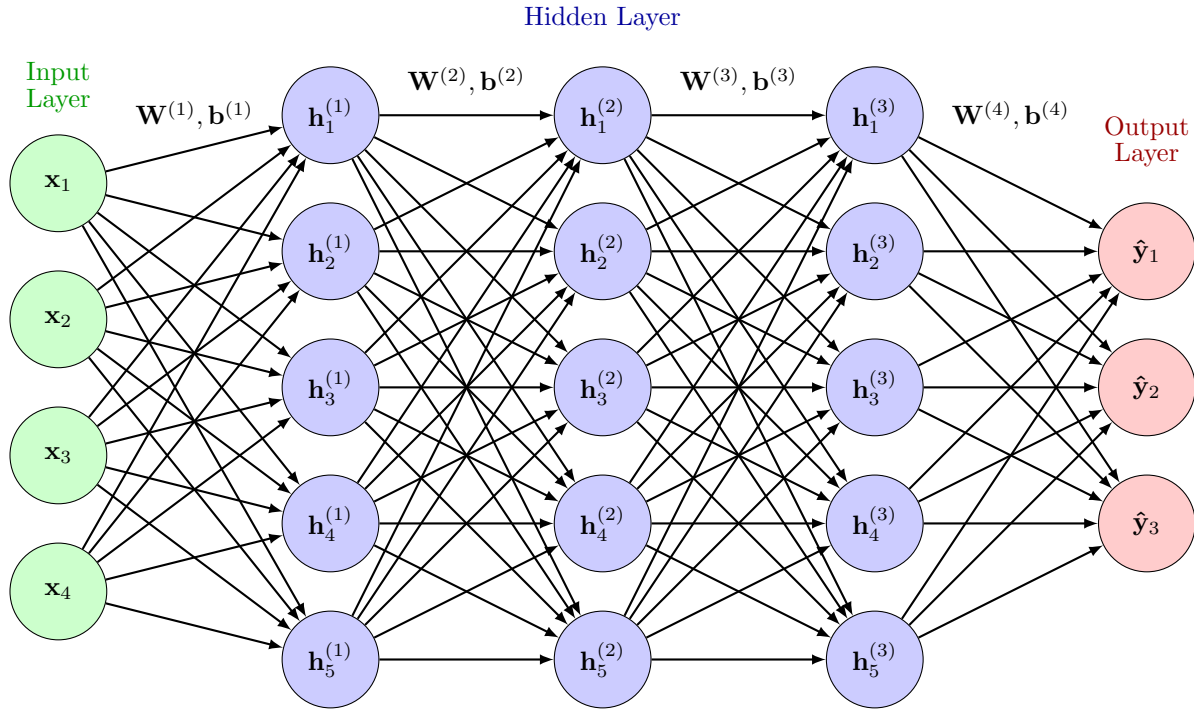 Hidden Layer
Input
Layer
𝐖⁽¹⁾, 𝐛⁽¹⁾
𝐖⁽²⁾, 𝐛⁽²⁾
𝐖⁽³⁾, 𝐛⁽³⁾
𝐖⁽⁴⁾, 𝐛⁽⁴⁾
Output
Layer
𝐱₁
𝐱₂
𝐱₃
𝐱₄
𝐡₁⁽¹⁾
𝐡₂⁽¹⁾
𝐡₃⁽¹⁾
𝐡₄⁽¹⁾
𝐡₅⁽¹⁾
𝐡₁⁽²⁾
𝐡₂⁽²⁾
𝐡₃⁽²⁾
𝐡₄⁽²⁾
𝐡₅⁽²⁾
𝐡₁⁽³⁾
𝐡₂⁽³⁾
𝐡₃⁽³⁾
𝐡₄⁽³⁾
𝐡₅⁽³⁾
𝐲̂₁
𝐲̂₂
𝐲̂₃